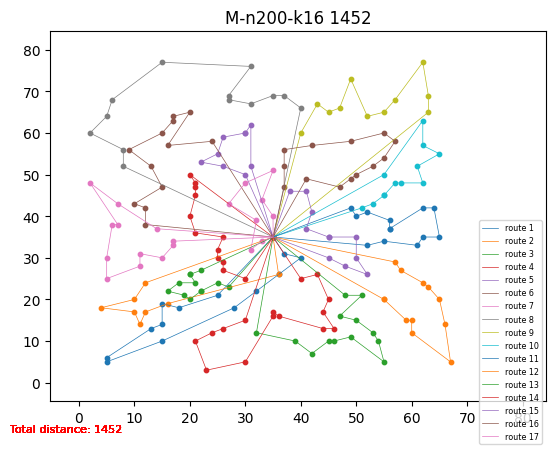 M-n200-k16 1452
80
70
60
50
40
30
20
10
0
0 10 20 30 40 50 60 70 80
route 1
route 2
route 3
route 4
route 5
route 6
route 7
route 8
route 9
route 10
route 11
route 12
route 13
route 14
route 15
route 16
route 17
Total distance: 1452